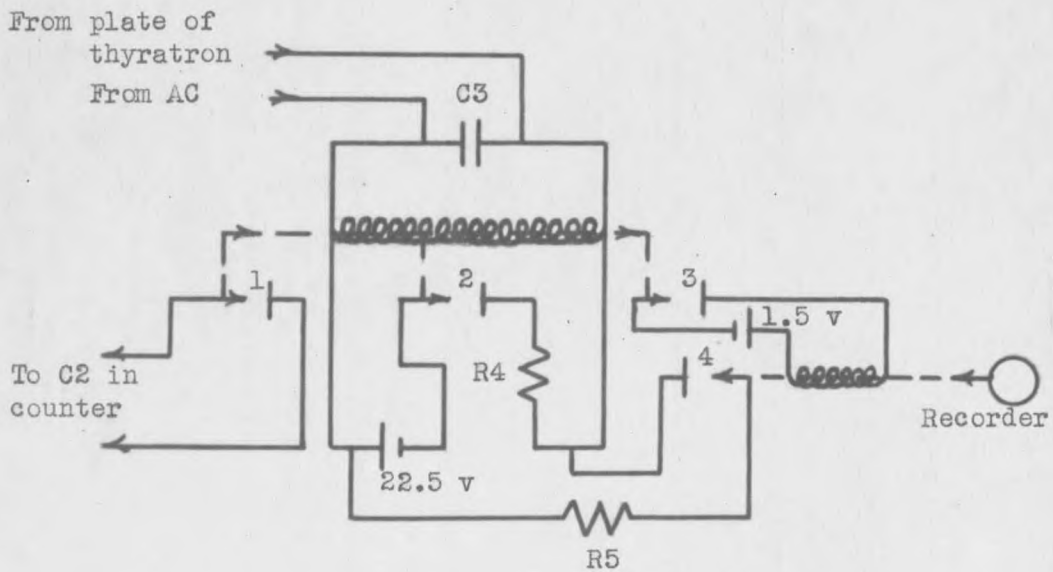 From plate of
thyratron
From AC
C3
1
2
3
1.5 v
4
R4
To C2 in
counter
Recorder
22.5 v
R5